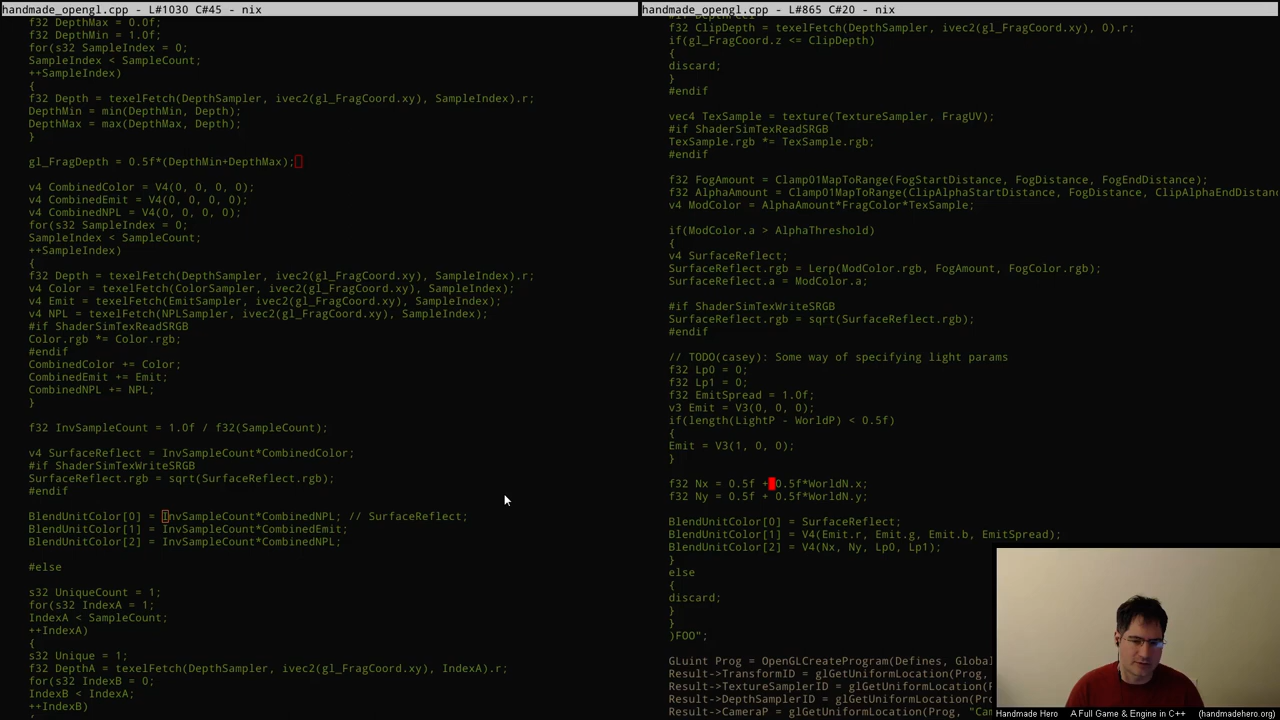 handmade_opengl.cpp - L#1030 C#45 - nix
f32 DepthMax = 0.0f;
f32 DepthMin = 1.0f;
for(s32 SampleIndex = 0;
SampleIndex < SampleCount;
++SampleIndex)
{
f32 Depth = texelFetch(DepthSampler, ivec2(gl_FragCoord.xy), SampleIndex).r;
DepthMin = min(DepthMin, Depth);
DepthMax = max(DepthMax, Depth);
}
gl_FragDepth = 0.5f*(DepthMin+DepthMax);
v4 CombinedColor = V4(0, 0, 0, 0);
v4 CombinedEmit = V4(0, 0, 0, 0);
v4 CombinedNPL = V4(0, 0, 0, 0);
for(s32 SampleIndex = 0;
SampleIndex < SampleCount;
++SampleIndex)
{
f32 Depth = texelFetch(DepthSampler, ivec2(gl_FragCoord.xy), SampleIndex).r;
v4 Color = texelFetch(ColorSampler, ivec2(gl_FragCoord.xy), SampleIndex);
v4 Emit = texelFetch(EmitSampler, ivec2(gl_FragCoord.xy), SampleIndex);
v4 NPL = texelFetch(NPLSampler, ivec2(gl_FragCoord.xy), SampleIndex);
#if ShaderSimTexReadSRGB
Color.rgb *= Color.rgb;
#endif
CombinedColor += Color;
CombinedEmit += Emit;
CombinedNPL += NPL;
}
f32 InvSampleCount = 1.0f / f32(SampleCount);
v4 SurfaceReflect = InvSampleCount*CombinedColor;
#if ShaderSimTexWriteSRGB
SurfaceReflect.rgb = sqrt(SurfaceReflect.rgb);
#endif
BlendUnitColor[0] = InvSampleCount*CombinedNPL; // SurfaceReflect;
BlendUnitColor[1] = InvSampleCount*CombinedEmit;
BlendUnitColor[2] = InvSampleCount*CombinedNPL;
#else
s32 UniqueCount = 1;
for(s32 IndexA = 1;
IndexA < SampleCount;
++IndexA)
{
s32 Unique = 1;
f32 DepthA = texelFetch(DepthSampler, ivec2(gl_FragCoord.xy), IndexA).r;
for(s32 IndexB = 0;
IndexB < IndexA;
++IndexB)
{
handmade_opengl.cpp - L#865 C#20 - nix
f32 ClipDepth = texelFetch(DepthSampler, ivec2(gl_FragCoord.xy), 0).r;
if(gl_FragCoord.z <= ClipDepth)
{
discard;
}
#endif
vec4 TexSample = texture(TextureSampler, FragUV);
#if ShaderSimTexReadSRGB
TexSample.rgb *= TexSample.rgb;
#endif
f32 FogAmount = Clamp01MapToRange(FogStartDistance, FogDistance, FogEndDistance);
f32 AlphaAmount = Clamp01MapToRange(ClipAlphaStartDistance, FogDistance, ClipAlphaEndDistanc
v4 ModColor = AlphaAmount*FragColor*TexSample;
if(ModColor.a > AlphaThreshold)
{
v4 SurfaceReflect;
SurfaceReflect.rgb = Lerp(ModColor.rgb, FogAmount, FogColor.rgb);
SurfaceReflect.a = ModColor.a;
#if ShaderSimTexWriteSRGB
SurfaceReflect.rgb = sqrt(SurfaceReflect.rgb);
#endif
// TODO(casey): Some way of specifying light params
f32 Lp0 = 0;
f32 Lp1 = 0;
f32 EmitSpread = 1.0f;
v3 Emit = V3(0, 0, 0);
if(length(LightP - WorldP) < 0.5f)
{
Emit = V3(1, 0, 0);
}
f32 Nx = 0.5f + 0.5f*WorldN.x;
f32 Ny = 0.5f + 0.5f*WorldN.y;
BlendUnitColor[0] = SurfaceReflect;
BlendUnitColor[1] = V4(Emit.r, Emit.g, Emit.b, EmitSpread);
BlendUnitColor[2] = V4(Nx, Ny, Lp0, Lp1);
}
else
{
discard;
}
}
)FOO";
GLuint Prog = OpenGLCreateProgram(Defines, Global
Result->TransformID = glGetUniformLocation(Prog,
Result->TextureSamplerID = glGetUniformLocation(P
Result->DepthSamplerID = glGetUniformLocation(Pro
Result->CameraP = glGetUniformLocation(Prog, "Cam
Handmade Hero A Full Game & Engine in C++ (handmadehero.org)